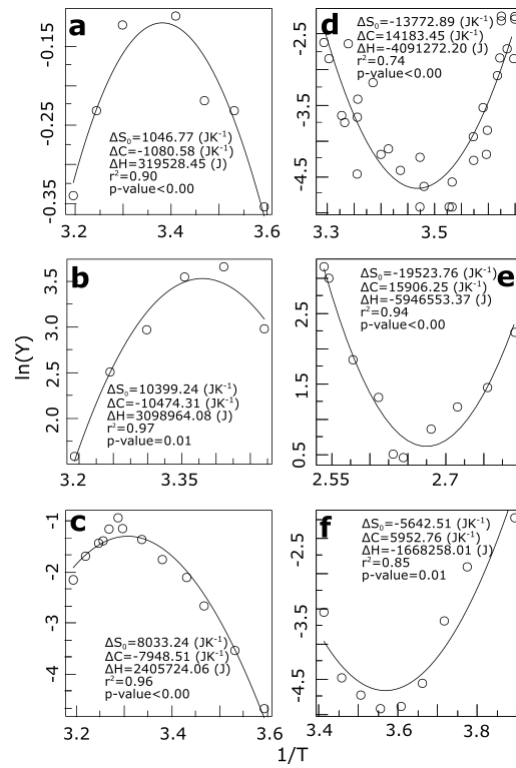 a
-0.15
-0.25
-0.35
ΔS₀=1046.77 (JK⁻¹)
ΔC=-1080.58 (JK⁻¹)
ΔH=319528.45 (J)
r²=0.90
p-value<0.00
3.2 3.4 3.6
d
-2.5
-3.5
-4.5
ΔS₀=-13772.89 (JK⁻¹)
ΔC=14183.45 (JK⁻¹)
ΔH=-4091272.20 (J)
r²=0.74
p-value<0.00
3.3 3.5
b
ln(Y)
3.5
3.0
2.5
2.0
ΔS₀=10399.24 (JK⁻¹)
ΔC=-10474.31 (JK⁻¹)
ΔH=3098964.08 (J)
r²=0.97
p-value=0.01
3.2 3.35
e
2.5
1.5
0.5
ΔS₀=-19523.76 (JK⁻¹)
ΔC=15906.25 (JK⁻¹)
ΔH=-5946553.37 (J)
r²=0.94
p-value<0.00
2.55 2.7
c
-1
-2
-3
-4
ΔS₀=8033.24 (JK⁻¹)
ΔC=-7948.51 (JK⁻¹)
ΔH=2405724.06 (J)
r²=0.96
p-value<0.00
3.2 3.4 3.6
f
-2.5
-3.5
-4.5
ΔS₀=-5642.51 (JK⁻¹)
ΔC=5952.76 (JK⁻¹)
ΔH=-1668258.01 (J)
r²=0.85
p-value=0.01
3.4 3.6 3.8
1/T